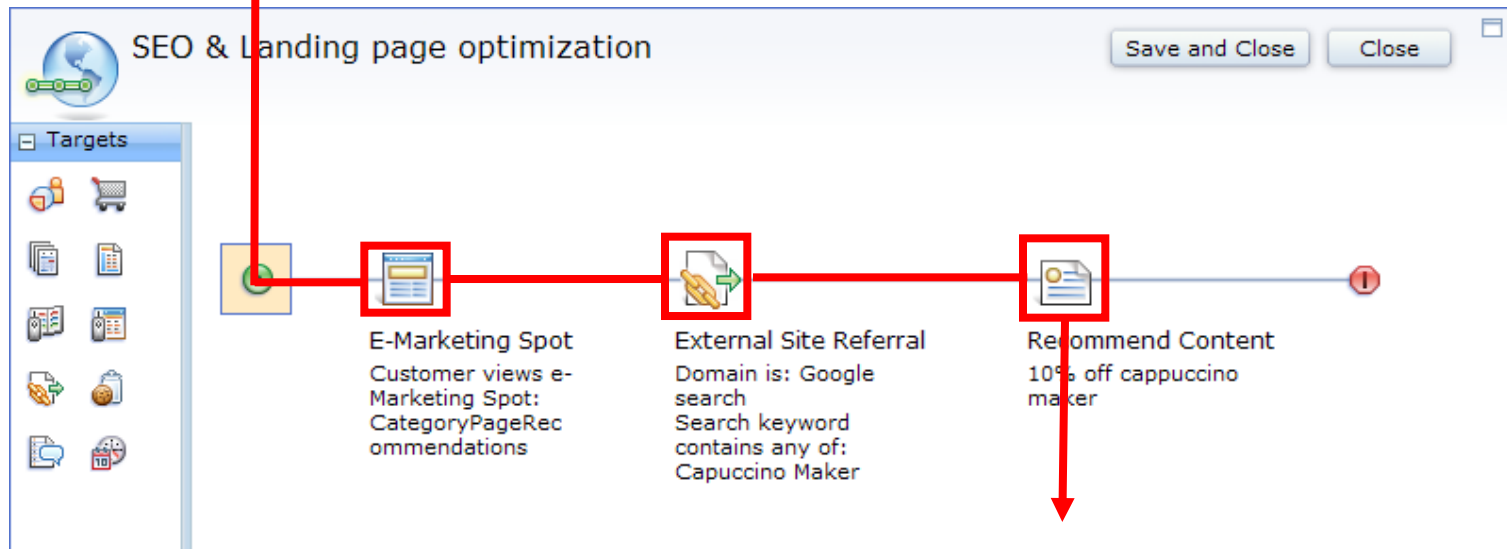 SEO & Landing page optimization
Save and Close
Close
Targets
E-Marketing Spot
Customer views e-
Marketing Spot:
CategoryPageRec
ommendations
External Site Referral
Domain is: Google
search
Search keyword
contains any of:
Capuccino Maker
Recommend Content
10% off cappuccino
maker